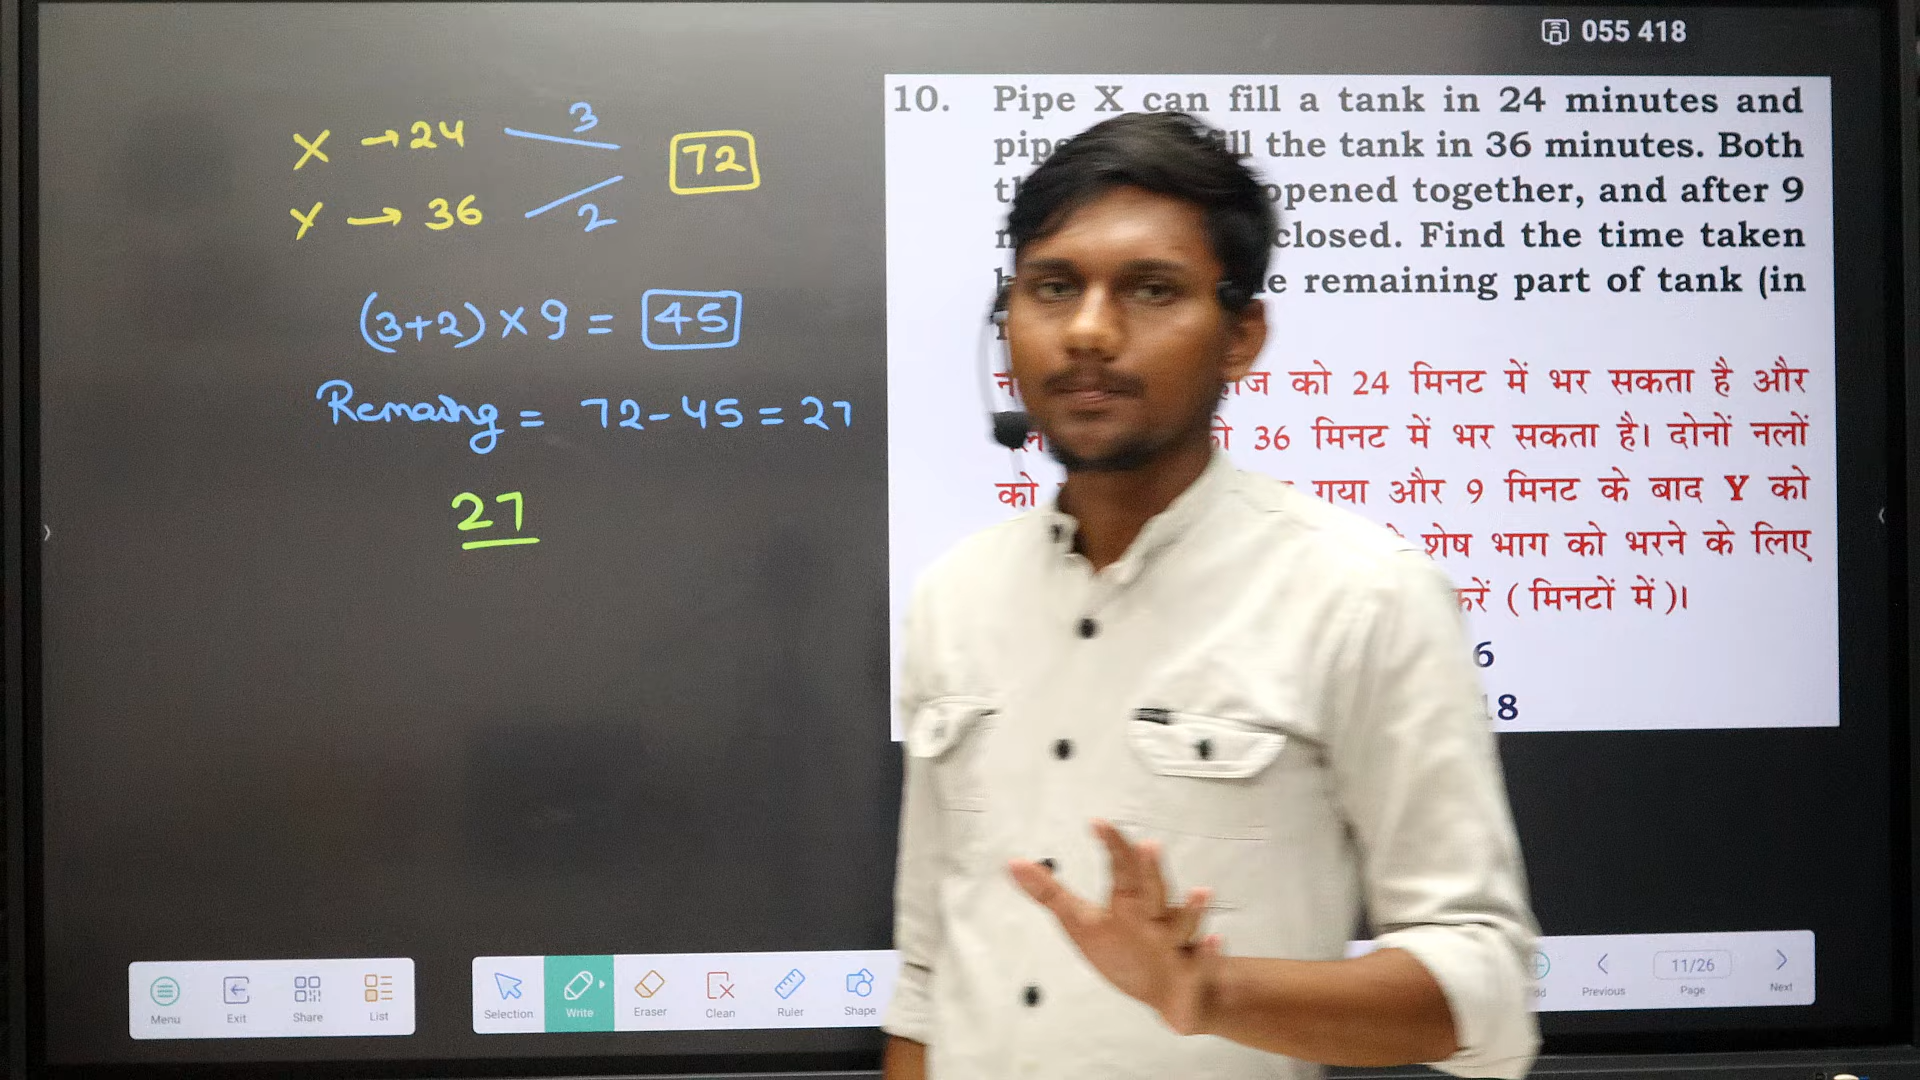 055 418
X → 24 3
72
Y → 36 2
(3+2) × 9 = 45
Remaing = 72-45=27
27
10. Pipe X can fill a tank in 24 minutes and
the tank in 36 minutes. Both
opened together, and after 9
closed. Find the time taken
remaining part of tank (in
को 24 मिनट में भर सकता है और
36 मिनट में भर सकता है। दोनों नलों
को गया और 9 मिनट के बाद Y को
शेष भाग को भरने के लिए
करें (मिनटों में)।
6
18
Menu Exit Share List Selection Write Eraser Clean Ruler Shape Previous 11/26 Page Next